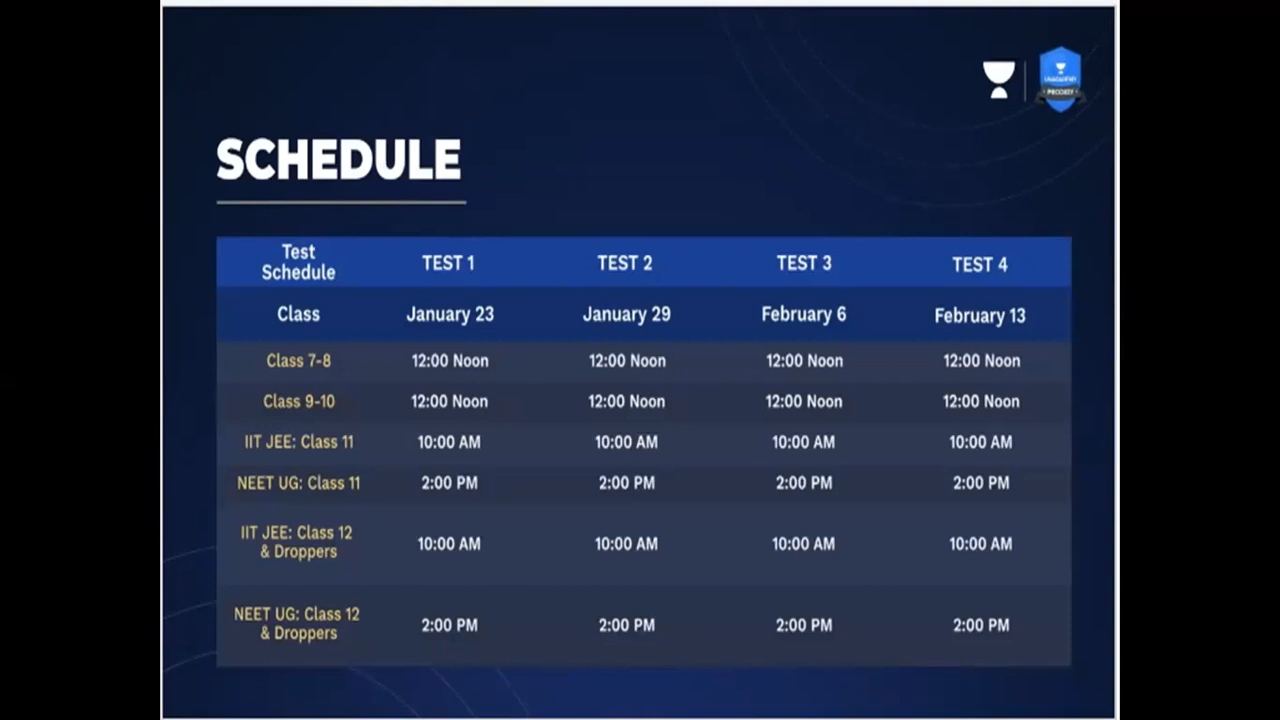 UNACADEMY
PRODIGY
SCHEDULE
Test
Schedule
TEST 1
TEST 2
TEST 3
TEST 4
Class
January 23
January 29
February 6
February 13
Class 7-8
12:00 Noon
12:00 Noon
12:00 Noon
12:00 Noon
Class 9-10
12:00 Noon
12:00 Noon
12:00 Noon
12:00 Noon
IIT JEE: Class 11
10:00 AM
10:00 AM
10:00 AM
10:00 AM
NEET UG: Class 11
2:00 PM
2:00 PM
2:00 PM
2:00 PM
IIT JEE: Class 12
& Droppers
10:00 AM
10:00 AM
10:00 AM
10:00 AM
NEET UG: Class 12
& Droppers
2:00 PM
2:00 PM
2:00 PM
2:00 PM